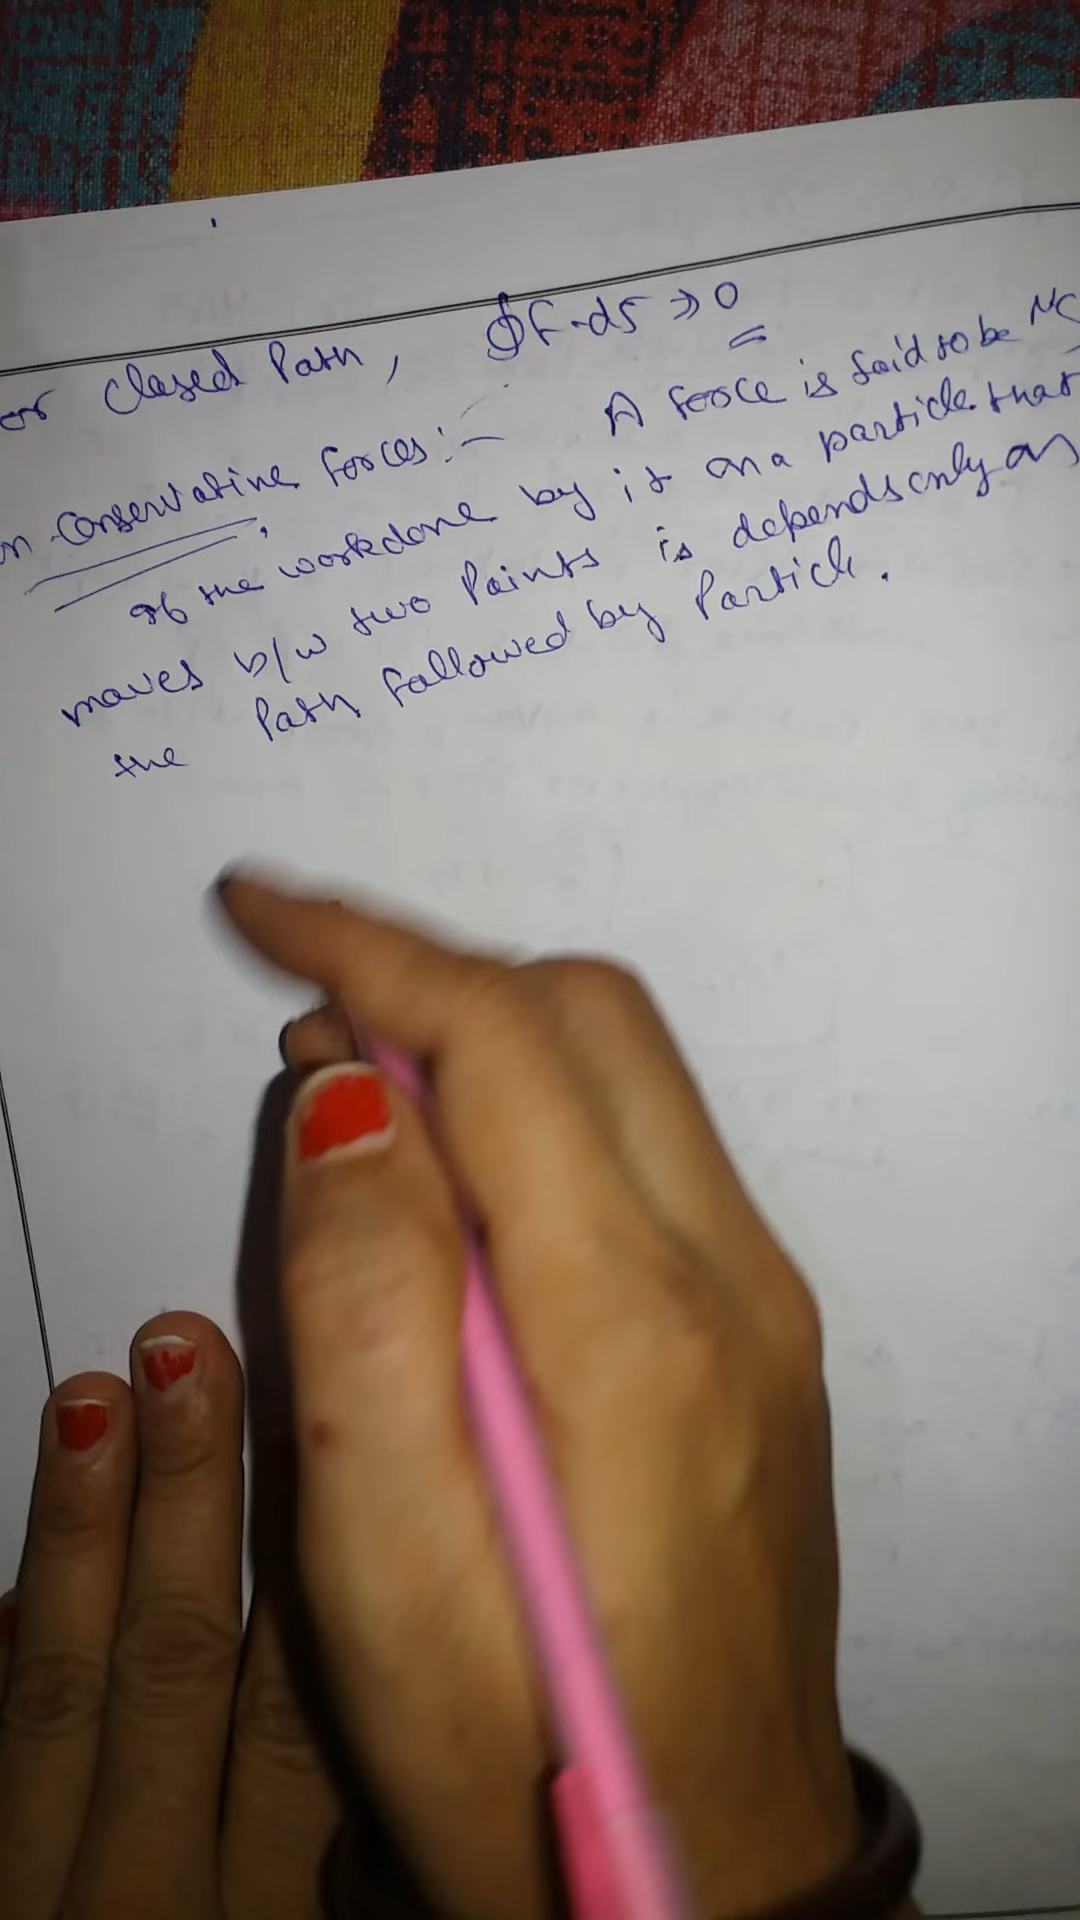 or Closed Path, ∮F.ds => 0
n-Conservative Forces:- A force is said to be NC
If the workdone by it on a particle that
moves b/w two Points is depends only on
the Path followed by Particle.